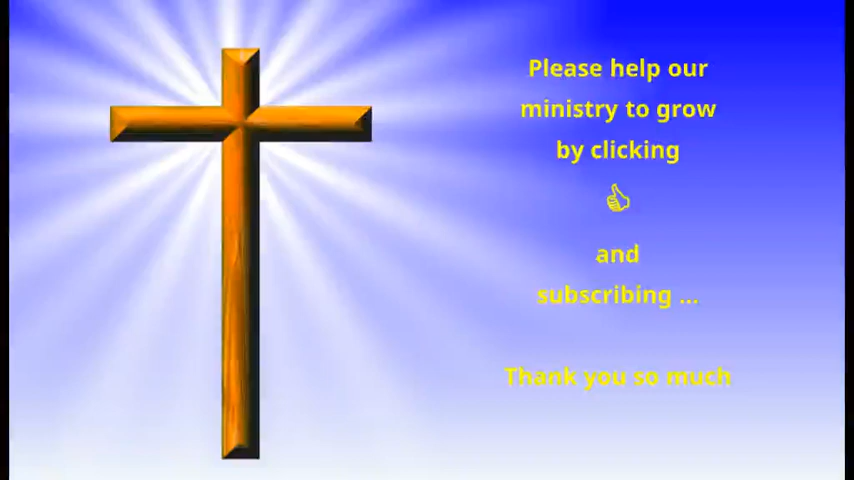 Please help our
ministry to grow
by clicking
👍
and
subscribing ...
Thank you so much